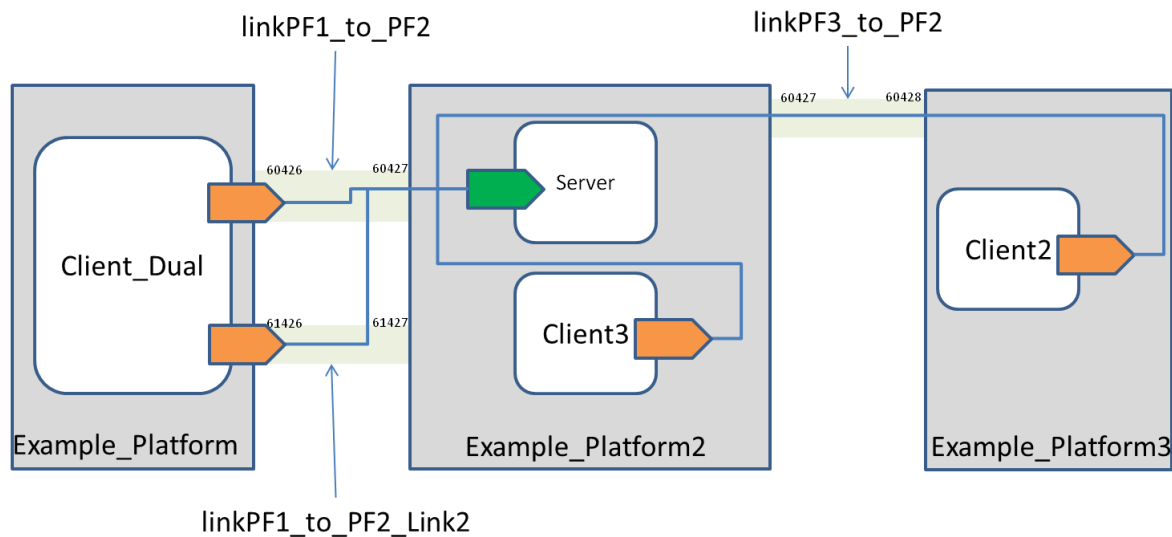 linkPF1_to_PF2
linkPF3_to_PF2
60427
60428
60426
60427
Server
Client_Dual
Client2
61426
61427
Client3
Example_Platform
Example_Platform2
Example_Platform3
linkPF1_to_PF2_Link2